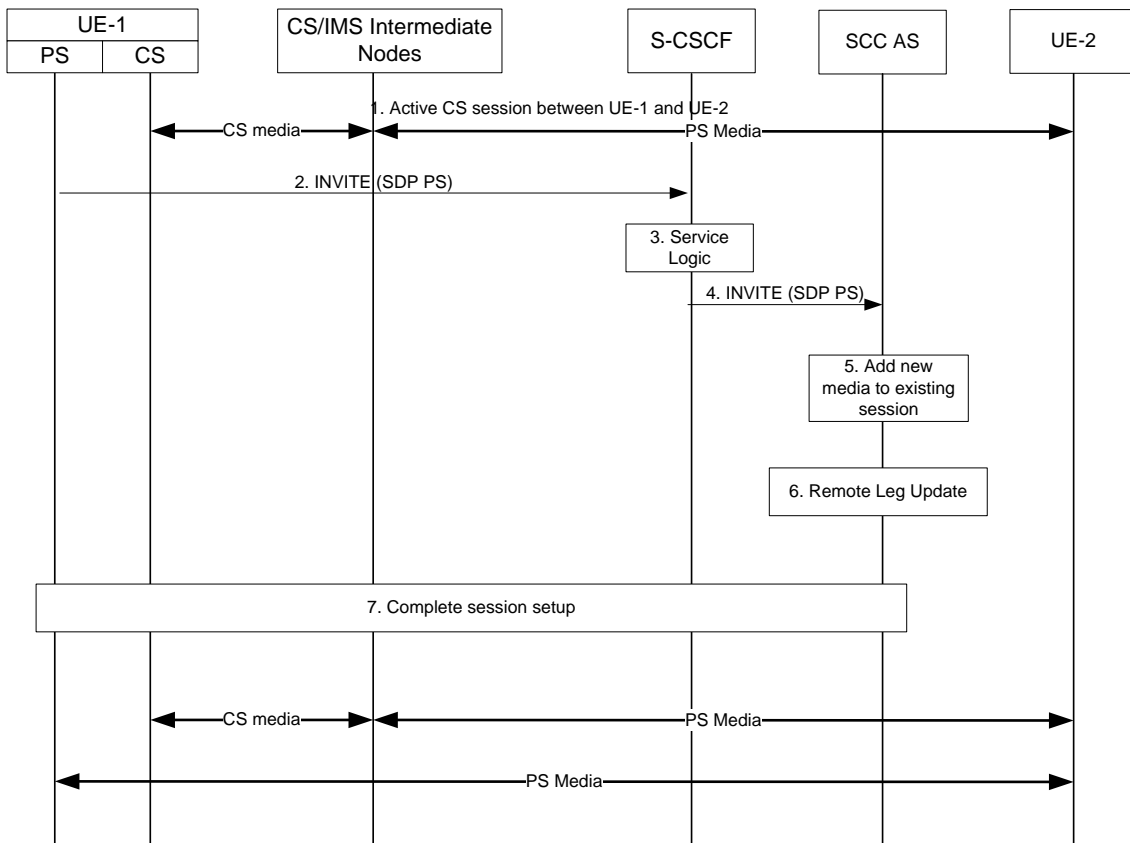 UE-1
PS
CS
CS/IMS Intermediate
Nodes
S-CSCF
SCC AS
UE-2
1. Active CS session between UE-1 and UE-2
CS media
PS Media
2. INVITE (SDP PS)
3. Service
Logic
4. INVITE (SDP PS)
5. Add new
media to existing
session
6. Remote Leg Update
7. Complete session setup
CS media
PS Media
PS Media